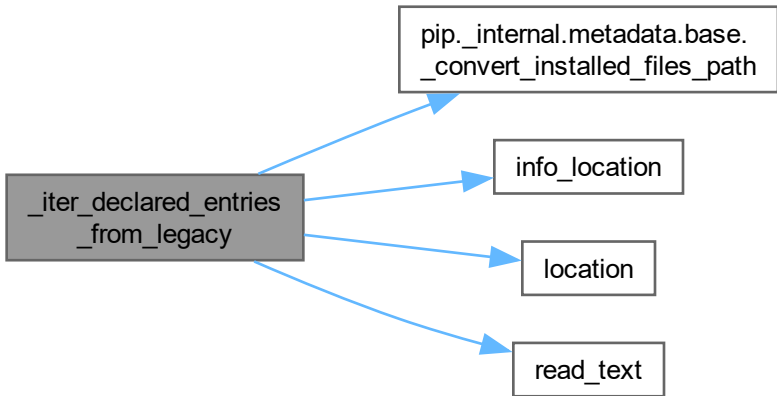 pip._internal.metadata.base.
_convert_installed_files_path
info_location
_iter_declared_entries
_from_legacy
location
read_text